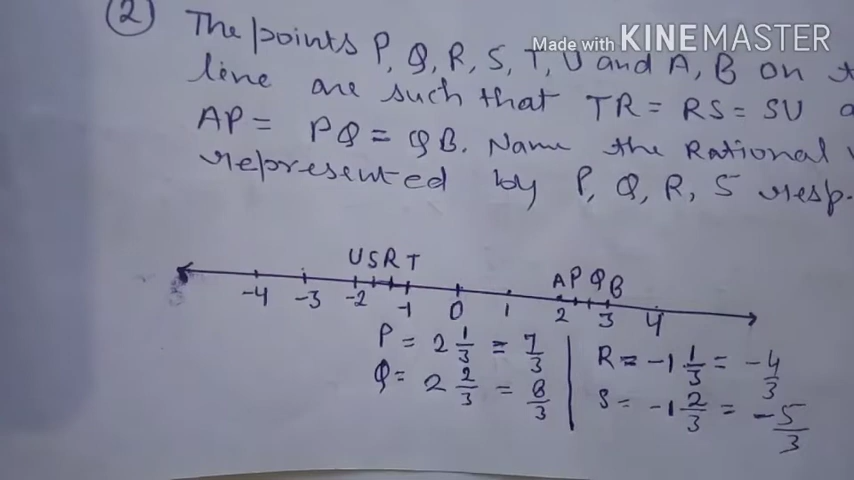 Made with KINEMASTER
(2) The points P, Q, R, S, T, U and A, B on
line are such that TR = RS = SU
AP = PQ = QB. Name the Rational
represented by P, Q, R, S resp.
U S R T A P Q B
-4 -3 -2 -1 0 1 2 3 4
P = 2 1/3 = 7/3
Q = 2 2/3 = 8/3
R = -1 1/3 = -4/3
S = -1 2/3 = -5/3